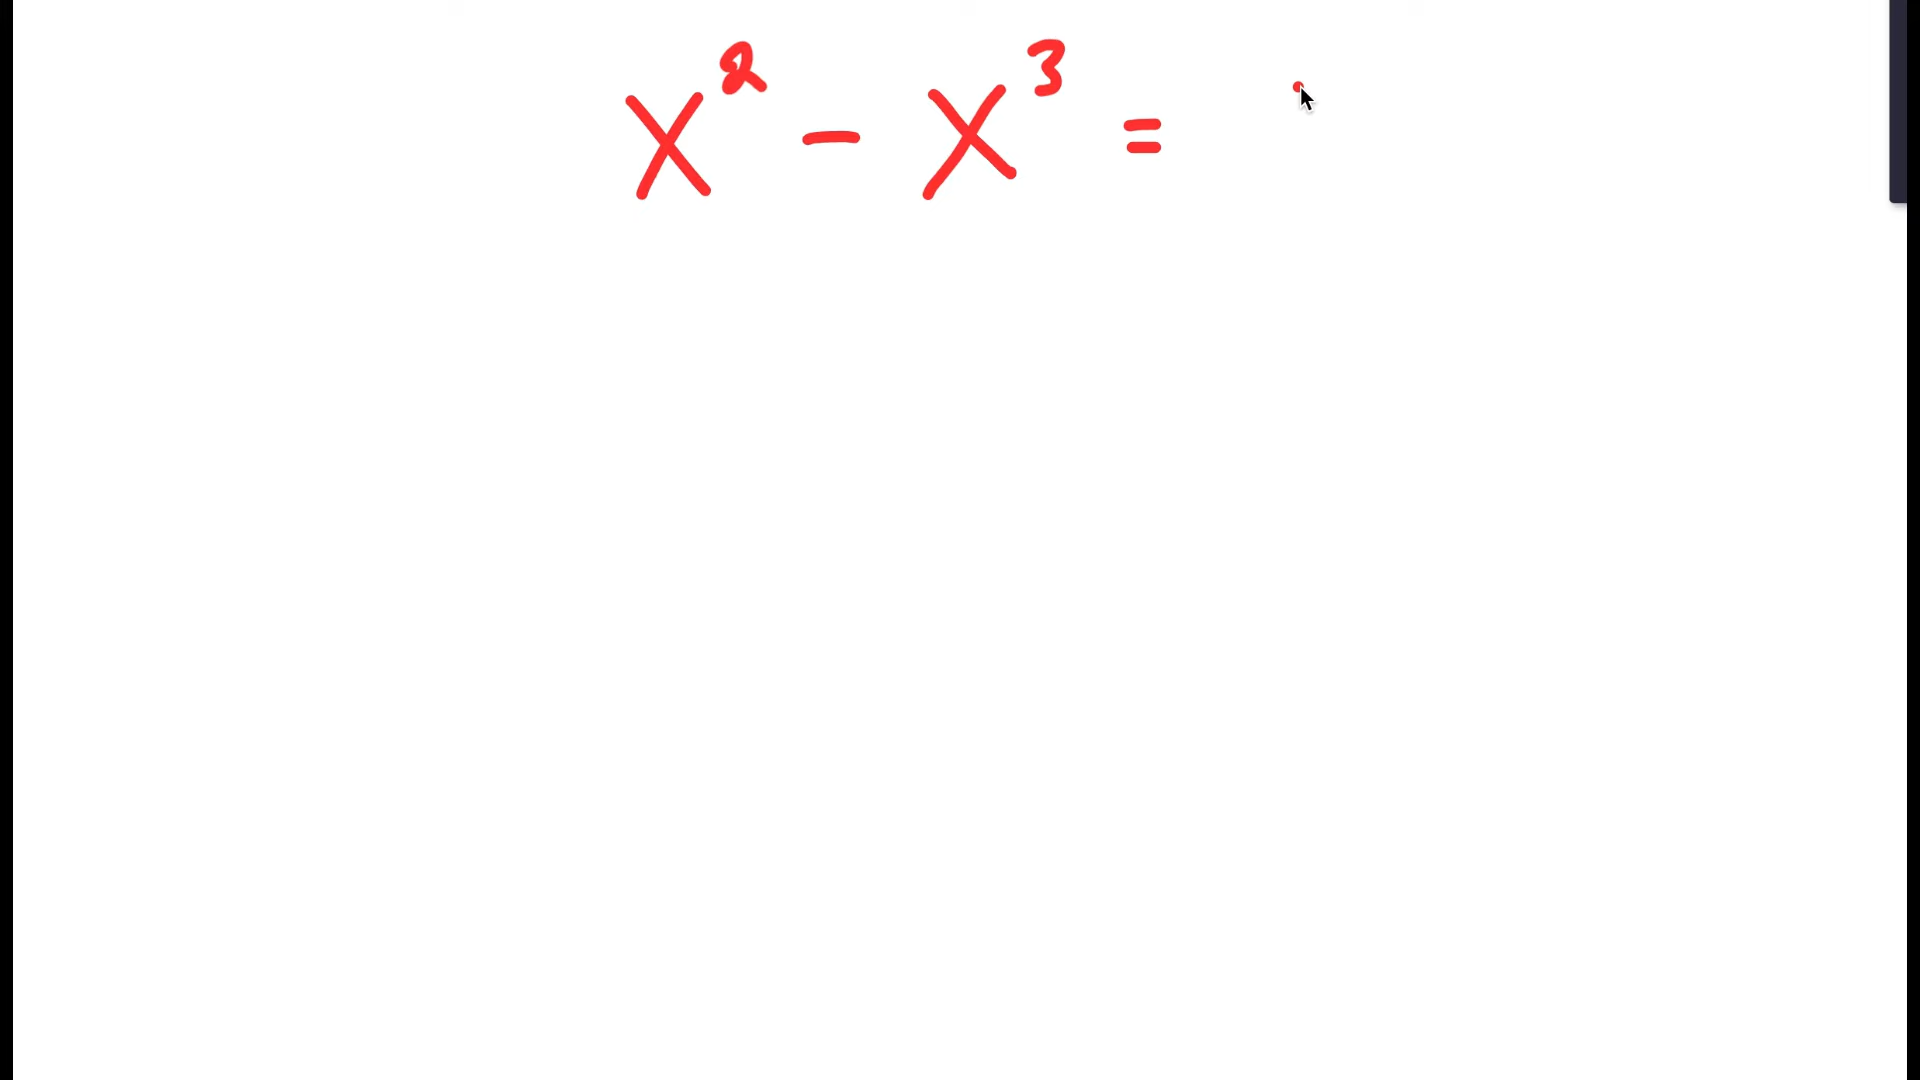 x² - x³ =